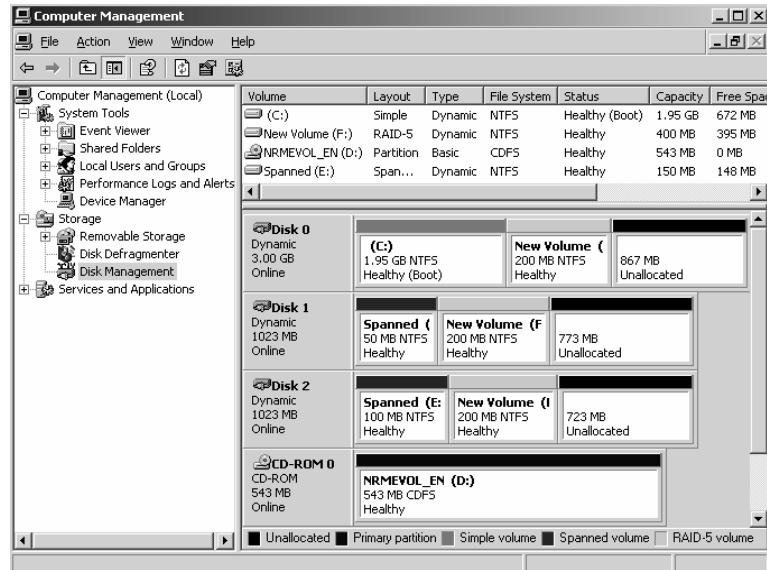 Computer Management
File Action View Window Help
Computer Management (Local)
System Tools
Event Viewer
Shared Folders
Local Users and Groups
Performance Logs and Alerts
Device Manager
Storage
Removable Storage
Disk Defragmenter
Disk Management
Services and Applications
Volume Layout Type File System Status Capacity Free Spa
(C:) Simple Dynamic NTFS Healthy (Boot) 1.95 GB 672 MB
New Volume (F:) RAID-5 Dynamic NTFS Healthy 400 MB 395 MB
NRMEVOL_EN (D:) Partition Basic CDFS Healthy 543 MB 0 MB
Spanned (E:) Span... Dynamic NTFS Healthy 150 MB 148 MB
Disk 0
Dynamic
3.00 GB
Online
(C:)
1.95 GB NTFS
Healthy (Boot)
New Volume (
200 MB NTFS
Healthy
867 MB
Unallocated
Disk 1
Dynamic
1023 MB
Online
Spanned (
50 MB NTFS
Healthy
New Volume (F
200 MB NTFS
Healthy
773 MB
Unallocated
Disk 2
Dynamic
1023 MB
Online
Spanned (E:
100 MB NTFS
Healthy
New Volume (I
200 MB NTFS
Healthy
723 MB
Unallocated
CD-ROM 0
CD-ROM
543 MB
Online
NRMEVOL_EN (D:)
543 MB CDFS
Healthy
Unallocated Primary partition Simple volume Spanned volume RAID-5 volume